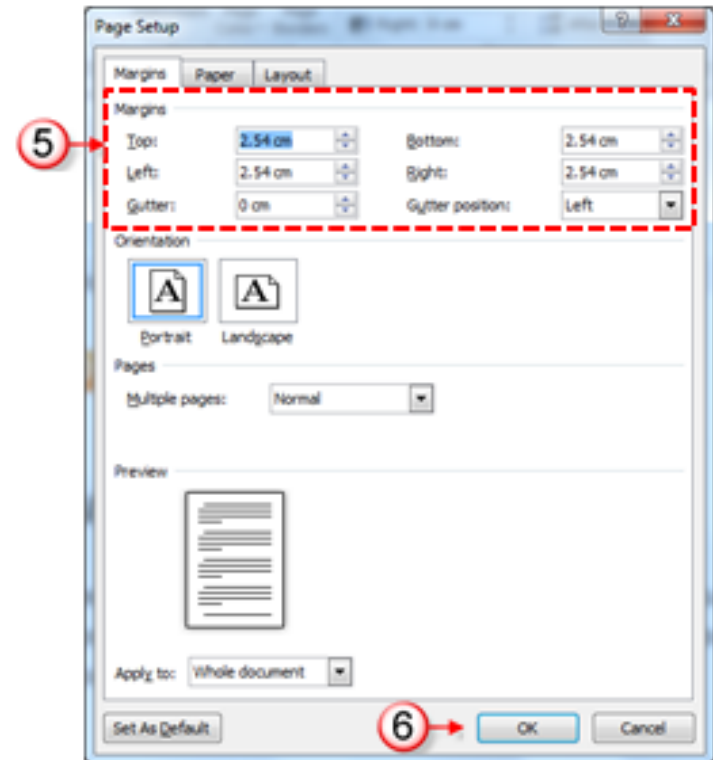 Page Setup
Margins Paper Layout
Margins
Top: 2.54 cm Bottom: 2.54 cm
5
Left: 2.54 cm Right: 2.54 cm
Gutter: 0 cm Gutter position: Left
Orientation
A A
Portrait Landscape
Pages
Multiple pages: Normal
Preview
Apply to: Whole document
Set As Default 6 OK Cancel